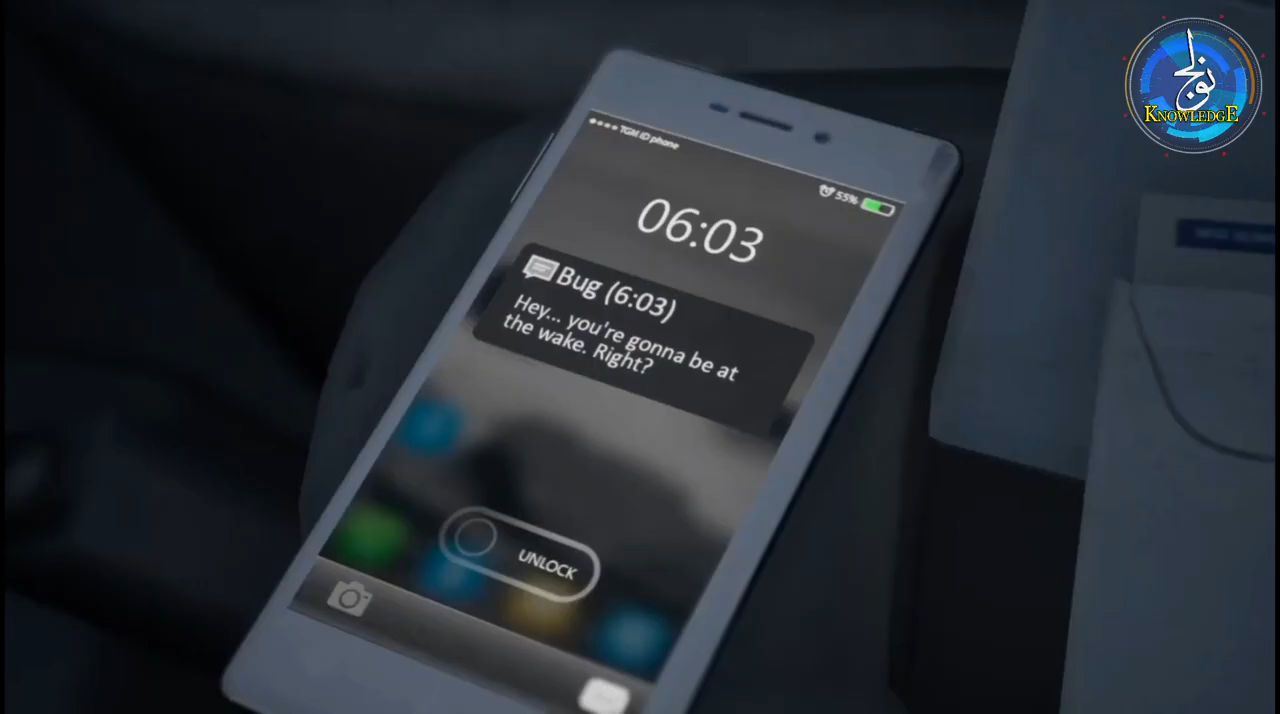 نولج
KNOWLEDGE
TGM ID phone
55%
06:03
Bug (6:03)
Hey... you're gonna be at
the wake. Right?
UNLOCK